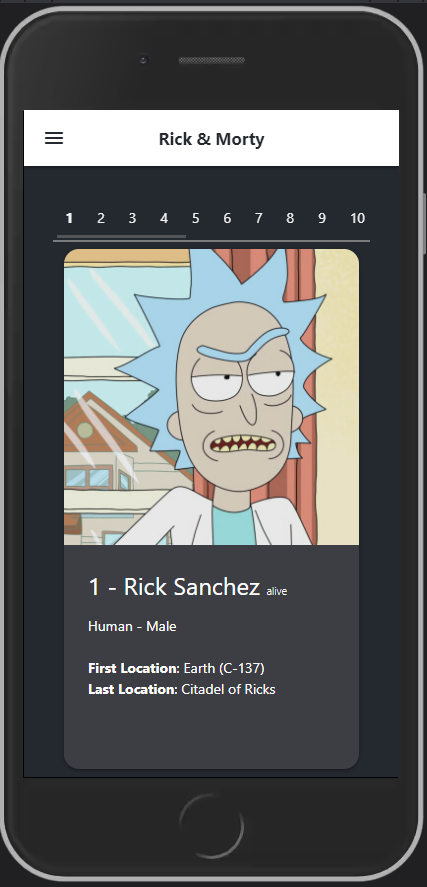 Rick & Morty
1 2 3 4 5 6 7 8 9 10
1 - Rick Sanchez alive
Human - Male
First Location: Earth (C-137)
Last Location: Citadel of Ricks